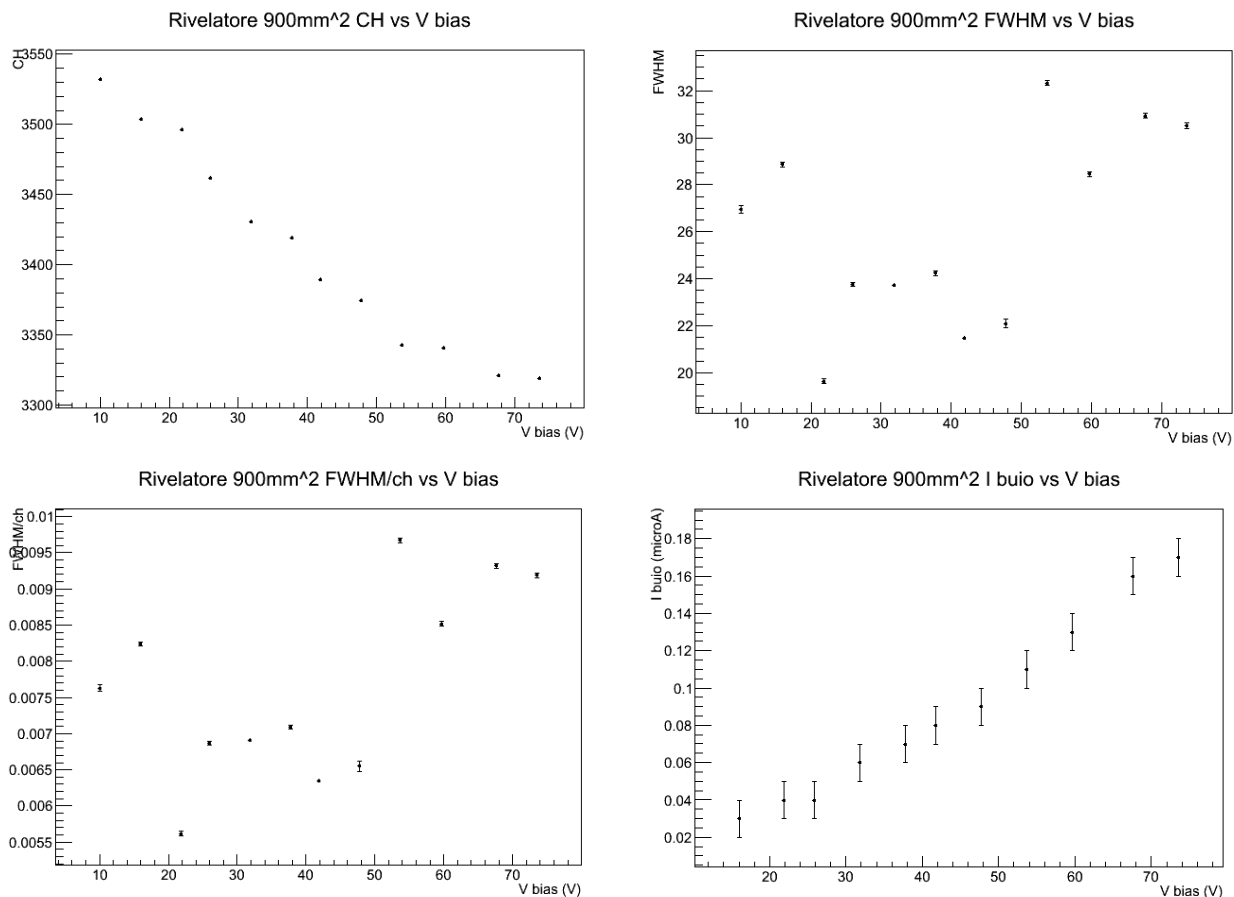 Rivelatore 900mm^2 CH vs V bias
CH
3550
3500
3450
3400
3350
3300
10 20 30 40 50 60 70
V bias (V)
Rivelatore 900mm^2 FWHM vs V bias
FWHM
32
30
28
26
24
22
20
10 20 30 40 50 60 70
V bias (V)
Rivelatore 900mm^2 FWHM/ch vs V bias
FWHM/ch
0.01
0.0095
0.009
0.0085
0.008
0.0075
0.007
0.0065
0.006
0.0055
10 20 30 40 50 60 70
V bias (V)
Rivelatore 900mm^2 I buio vs V bias
I buio (microA)
0.18
0.16
0.14
0.12
0.1
0.08
0.06
0.04
0.02
20 30 40 50 60 70
V bias (V)